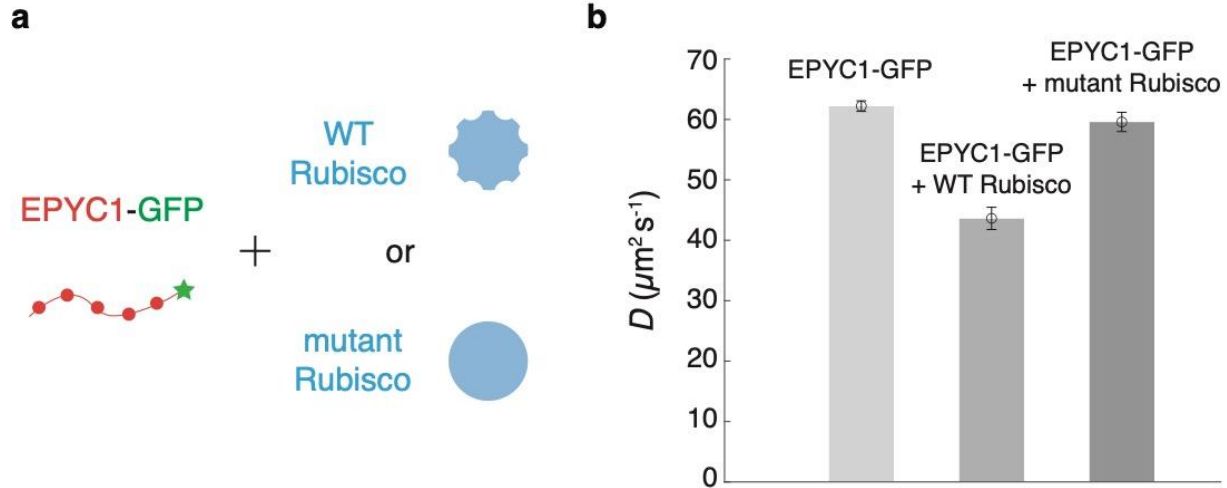 a
WT
Rubisco
EPYC1-GFP
+
or
mutant
Rubisco
b
D (μm² s⁻¹)
70
60
50
40
30
20
10
0
EPYC1-GFP
EPYC1-GFP
+ WT Rubisco
EPYC1-GFP
+ mutant Rubisco